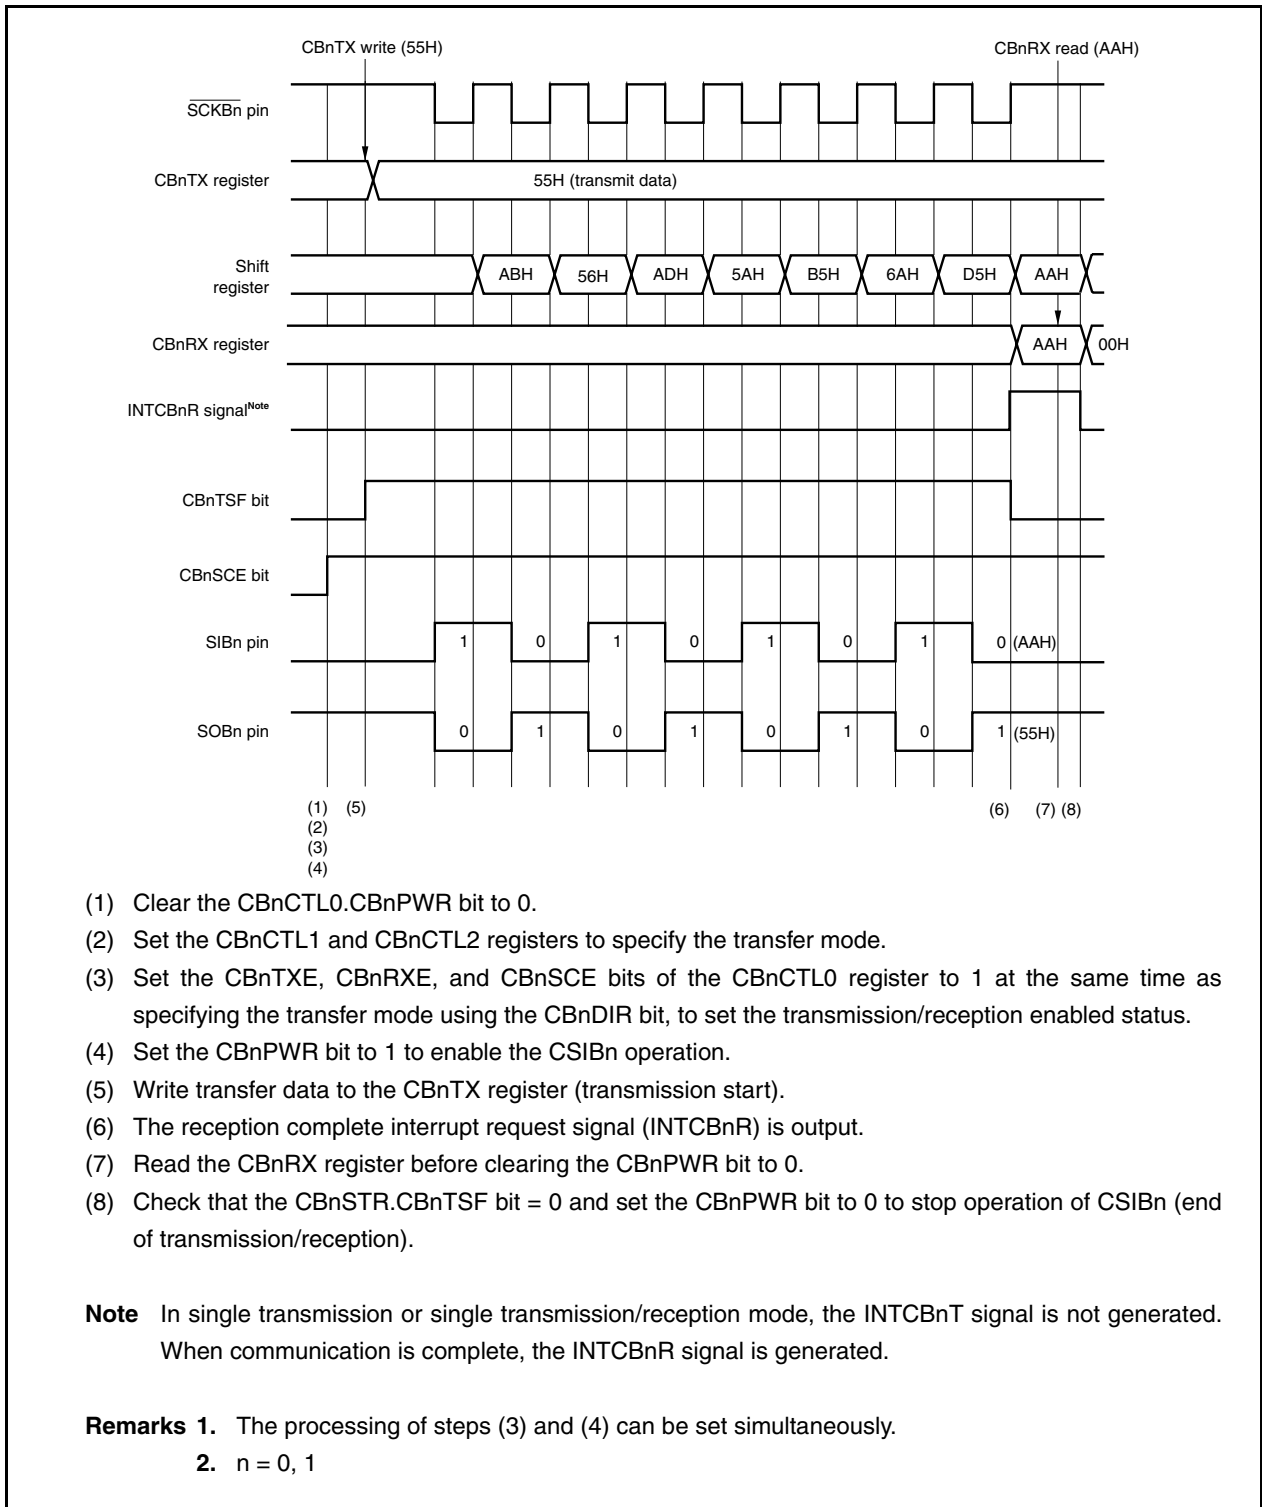 CBnTX write (55H) CBnRX read (AAH)
SCKBn pin
CBnTX register 55H (transmit data)
Shift
register ABH 56H ADH 5AH B5H 6AH D5H AAH
CBnRX register AAH 00H
INTCBnR signalNote
CBnTSF bit
CBnSCE bit
SIBn pin 1 0 1 0 1 0 1 0 (AAH)
SOBn pin 0 1 0 1 0 1 0 1 (55H)
(1) (5) (6) (7) (8)
(2)
(3)
(4)
(1) Clear the CBnCTL0.CBnPWR bit to 0.
(2) Set the CBnCTL1 and CBnCTL2 registers to specify the transfer mode.
(3) Set the CBnTXE, CBnRXE, and CBnSCE bits of the CBnCTL0 register to 1 at the same time as
specifying the transfer mode using the CBnDIR bit, to set the transmission/reception enabled status.
(4) Set the CBnPWR bit to 1 to enable the CSIBn operation.
(5) Write transfer data to the CBnTX register (transmission start).
(6) The reception complete interrupt request signal (INTCBnR) is output.
(7) Read the CBnRX register before clearing the CBnPWR bit to 0.
(8) Check that the CBnSTR.CBnTSF bit = 0 and set the CBnPWR bit to 0 to stop operation of CSIBn (end
of transmission/reception).
Note In single transmission or single transmission/reception mode, the INTCBnT signal is not generated.
When communication is complete, the INTCBnR signal is generated.
Remarks 1. The processing of steps (3) and (4) can be set simultaneously.
2. n = 0, 1